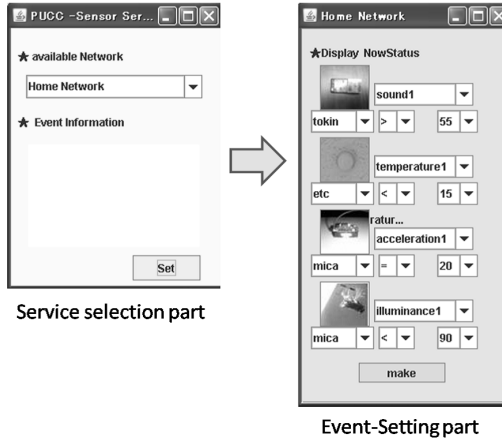 PUCC -Sensor Ser...
★ available Network
Home Network
★ Event Information
Set
Service selection part
Home Network
★Display NowStatus
sound1
tokin > 55
temperature1
etc < 15
ratur...
acceleration1
mica = 20
illuminance1
mica < 90
make
Event-Setting part